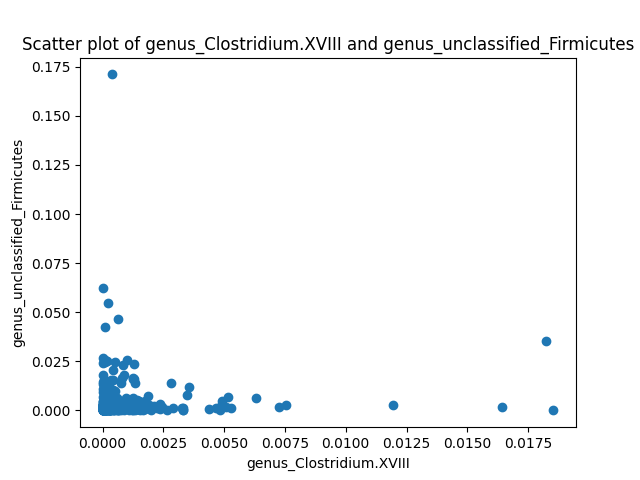 Scatter plot of genus_Clostridium.XVIII and genus_unclassified_Firmicutes
0.175
0.150
0.125
0.100
0.075
0.050
0.025
0.000
genus_unclassified_Firmicutes
0.0000 0.0025 0.0050 0.0075 0.0100 0.0125 0.0150 0.0175
genus_Clostridium.XVIII